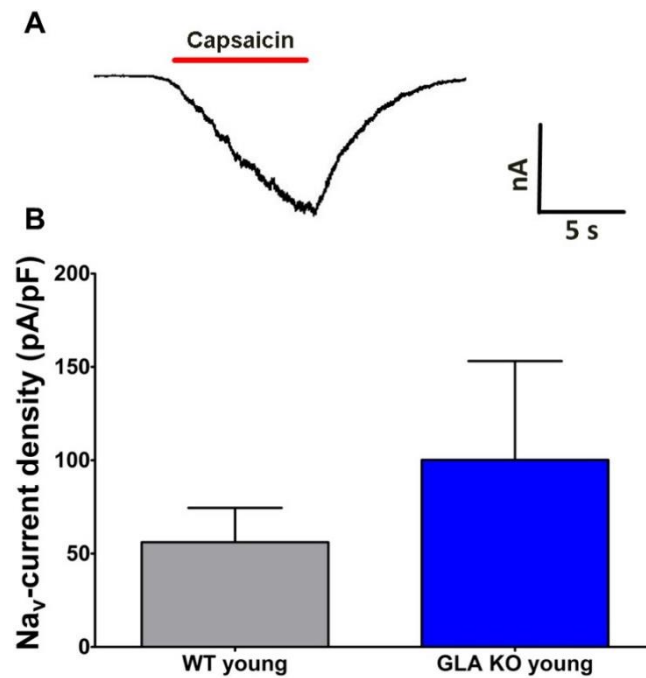 A
Capsaicin
nA
5 s
B
Nav-current density (pA/pF)
200
150
100
50
0
WT young
GLA KO young